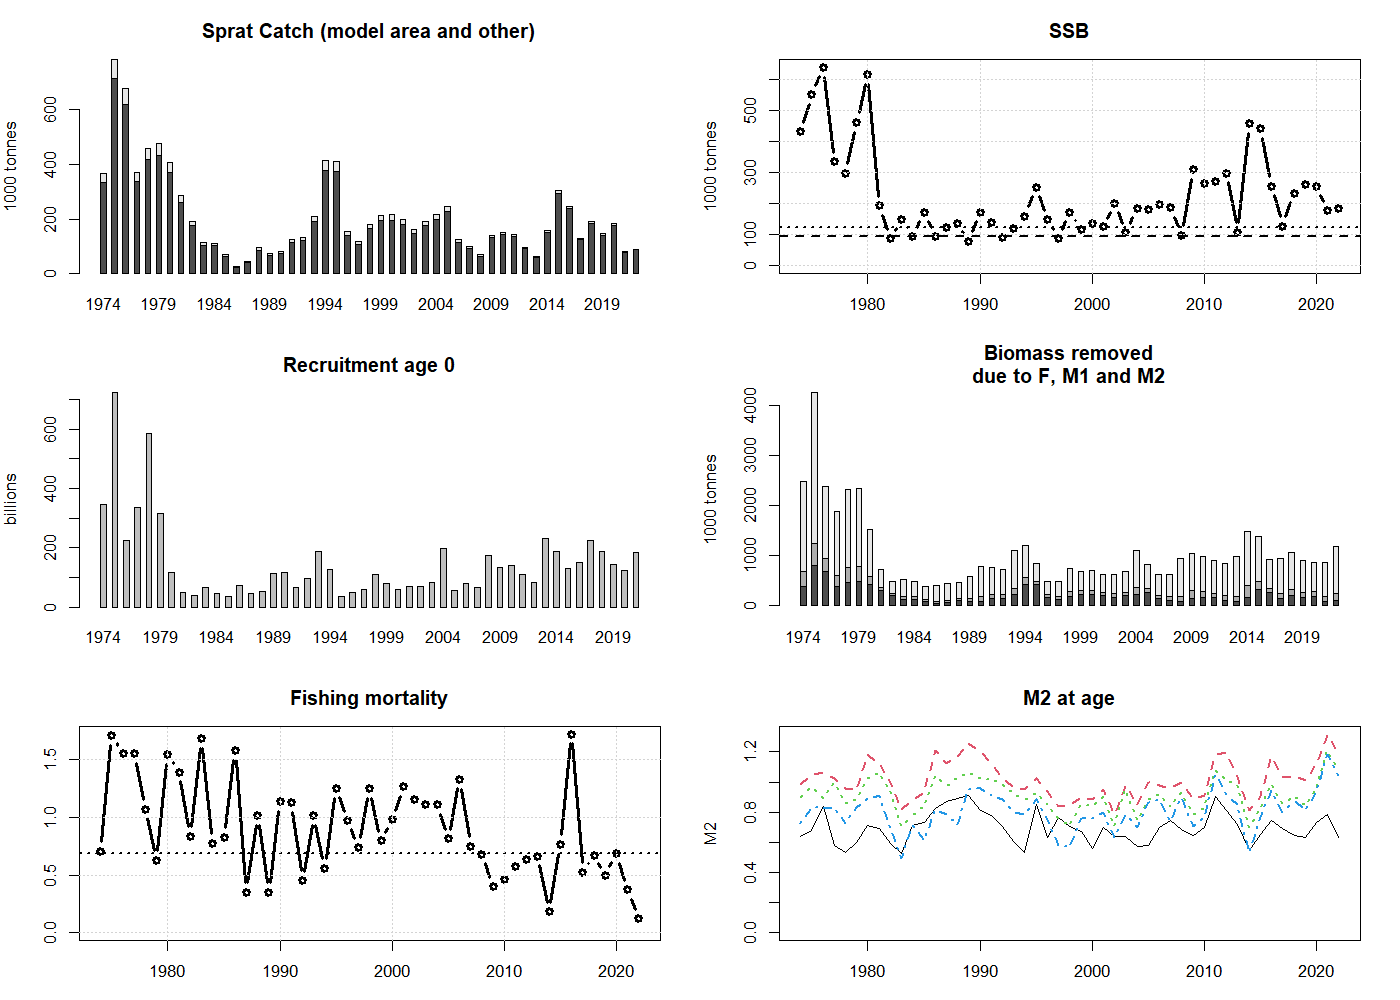 Sprat Catch (model area and other)
1000 tonnes
0 200 400 600
1974 1979 1984 1989 1994 1999 2004 2009 2014 2019
SSB
1000 tonnes
0 100 300 500
1980 1990 2000 2010 2020
Recruitment age 0
billions
0 200 400 600
1974 1979 1984 1989 1994 1999 2004 2009 2014 2019
Biomass removed
due to F, M1 and M2
1000 tonnes
0 1000 2000 3000 4000
1974 1979 1984 1989 1994 1999 2004 2009 2014 2019
Fishing mortality
0.0 0.5 1.0 1.5
1980 1990 2000 2010 2020
M2 at age
M2
0.0 0.4 0.8 1.2
1980 1990 2000 2010 2020